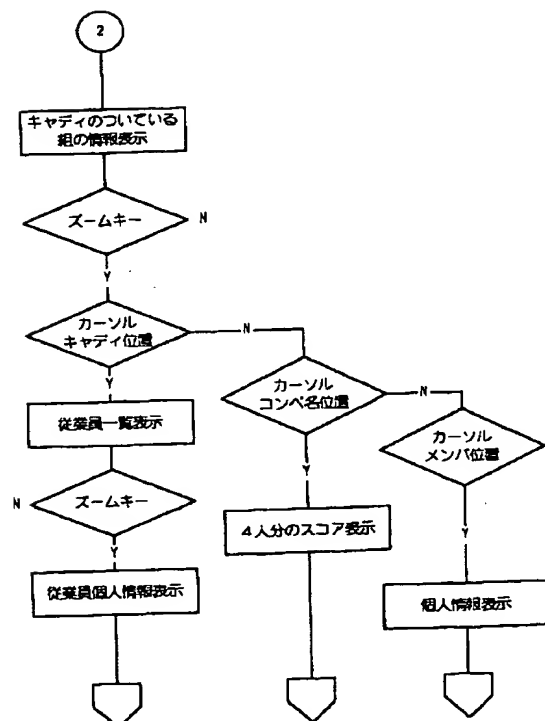 2
キャディのついている
組の情報表示
ズームキー
N
Y
カーソル
キャディ位置
N
Y
カーソル
コンペ名位置
N
カーソル
メンバ位置
従業員一覧表示
Y
Y
N
ズームキー
4人分のスコア表示
Y
従業員個人情報表示
個人情報表示